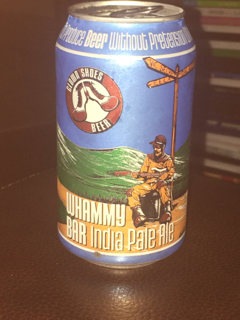 Produce Beer Without Pretension
CLOWN SHOES
BEER
WHAMMY
BAR India Pale Ale